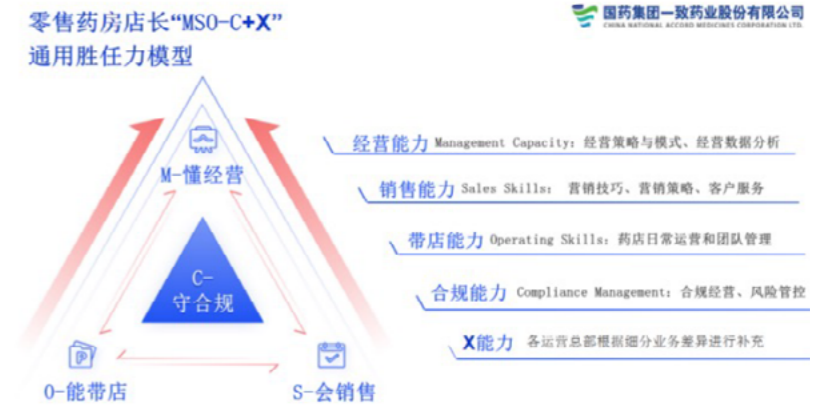 零售药房店长“MSO-C+X”
通用胜任力模型
国药集团一致药业股份有限公司
CHINA NATIONAL ACCORD MEDICINES CORPORATION LTD.
M-懂经营
C-
守合规
O-能带店
S-会销售
经营能力 Management Capacity：经营策略与模式、经营数据分析
销售能力 Sales Skills： 营销技巧、营销策略、客户服务
带店能力 Operating Skills：药店日常运营和团队管理
合规能力 Compliance Management：合规经营、风险管控
X能力 各运营总部根据细分业务差异进行补充